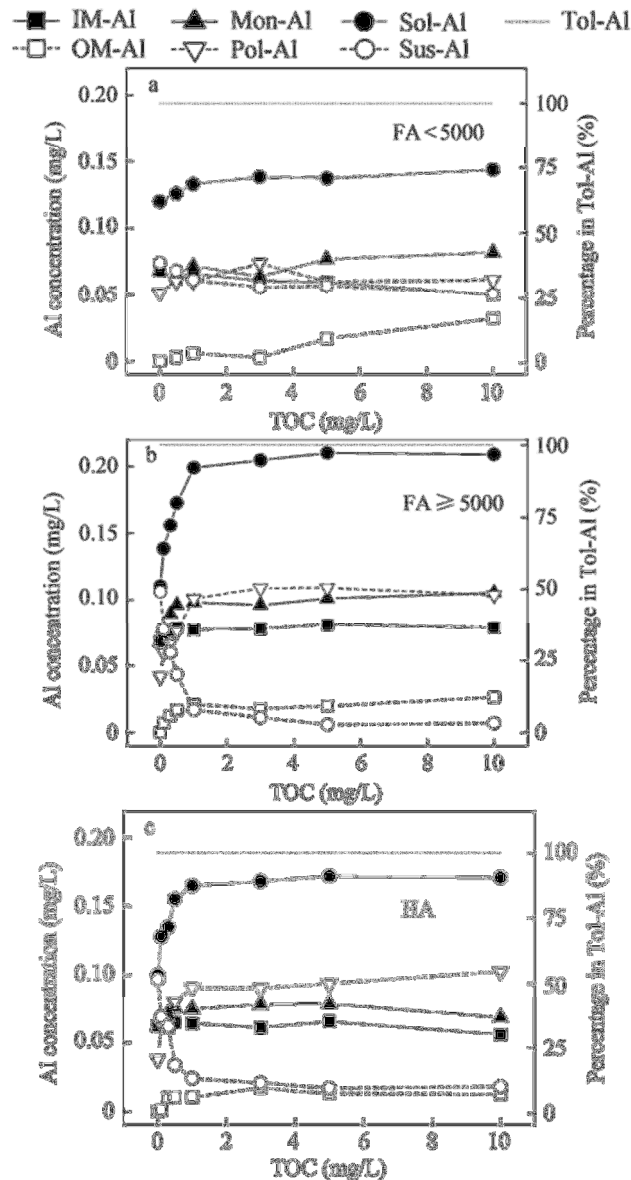 IM-Al Mon-Al Sol-Al Tol-Al
OM-Al Pol-Al Sus-Al
a
FA<5000
0.20
0.15
0.10
0.05
0
100
75
50
25
0
Al concentration (mg/L)
Percentage in Tol-Al (%)
0 2 4 6 8 10
TOC (mg/L)
b
FA ≥ 5000
0.20
0.15
0.10
0.05
0
100
75
50
25
0
Al concentration (mg/L)
Percentage in Tol-Al (%)
0 2 4 6 8 10
TOC (mg/L)
c
HA
0.20
0.15
0.10
0.05
0.0
100
75
50
25
0
Al concentration (mg/L)
Percentage in Tol-Al (%)
0 2 4 6 8 10
TOC (mg/L)